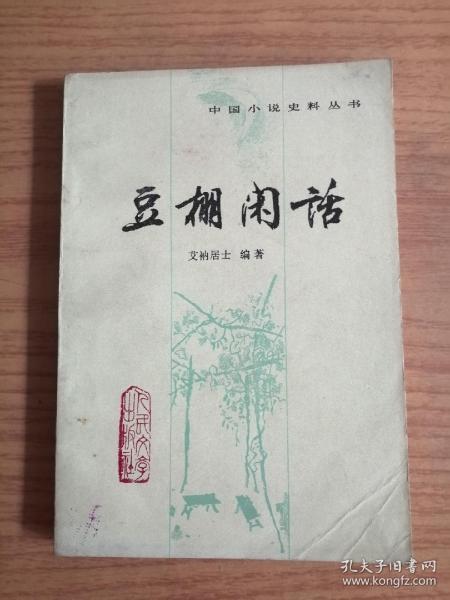 中国小说史料丛书
豆棚闲话
艾衲居士 编著
人民文学
出版社
孔夫子旧书网
www.kongfz.com